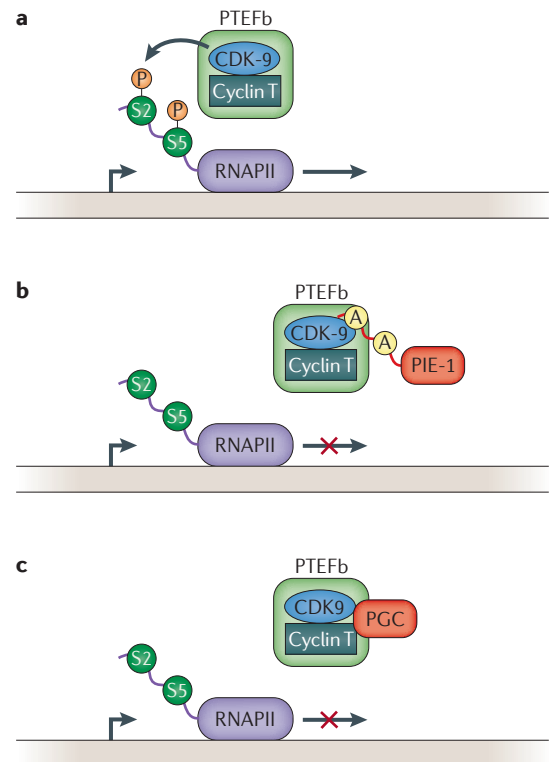 a
PTEFb
CDK-9
Cyclin T
P
P
S2
S5
RNAPII
b
PTEFb
A
CDK-9
A
Cyclin T
PIE-1
S2
S5
RNAPII
c
PTEFb
CDK9
PGC
Cyclin T
S2
S5
RNAPII